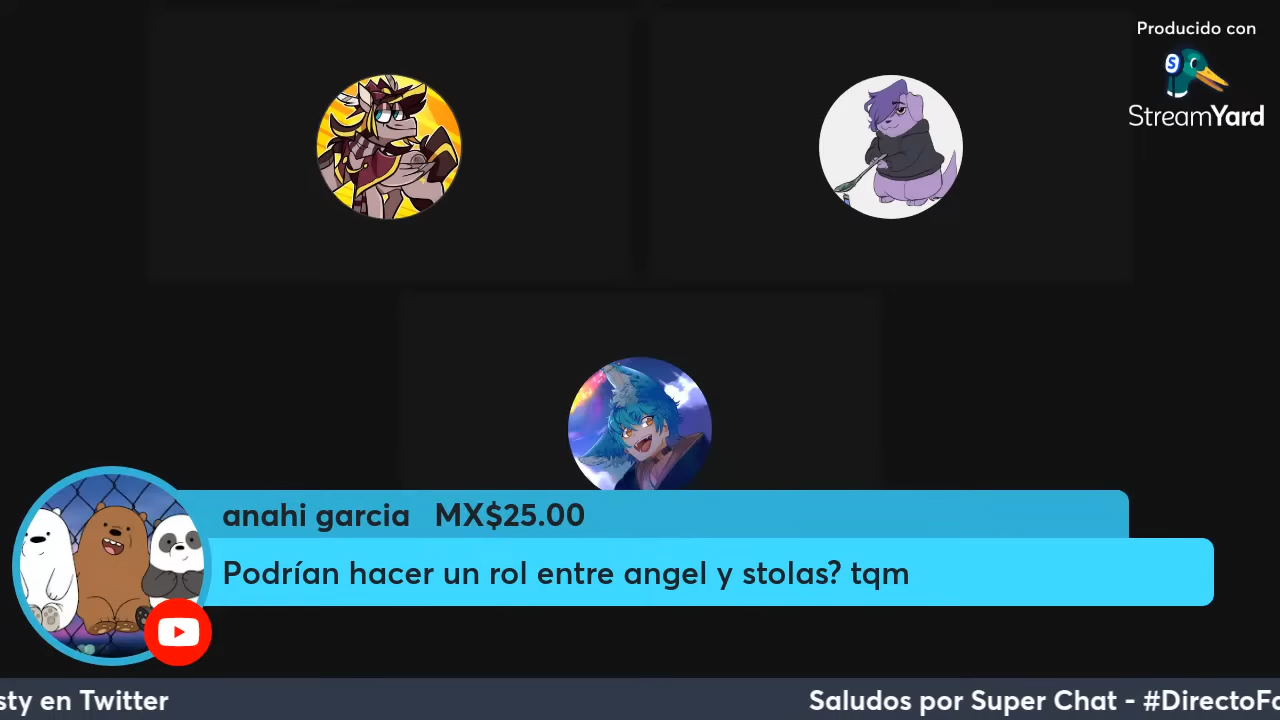 Producido con
StreamYard
anahi garcia MX$25.00
Podrían hacer un rol entre angel y stolas? tqm
sty en Twitter
Saludos por Super Chat - #DirectoFo